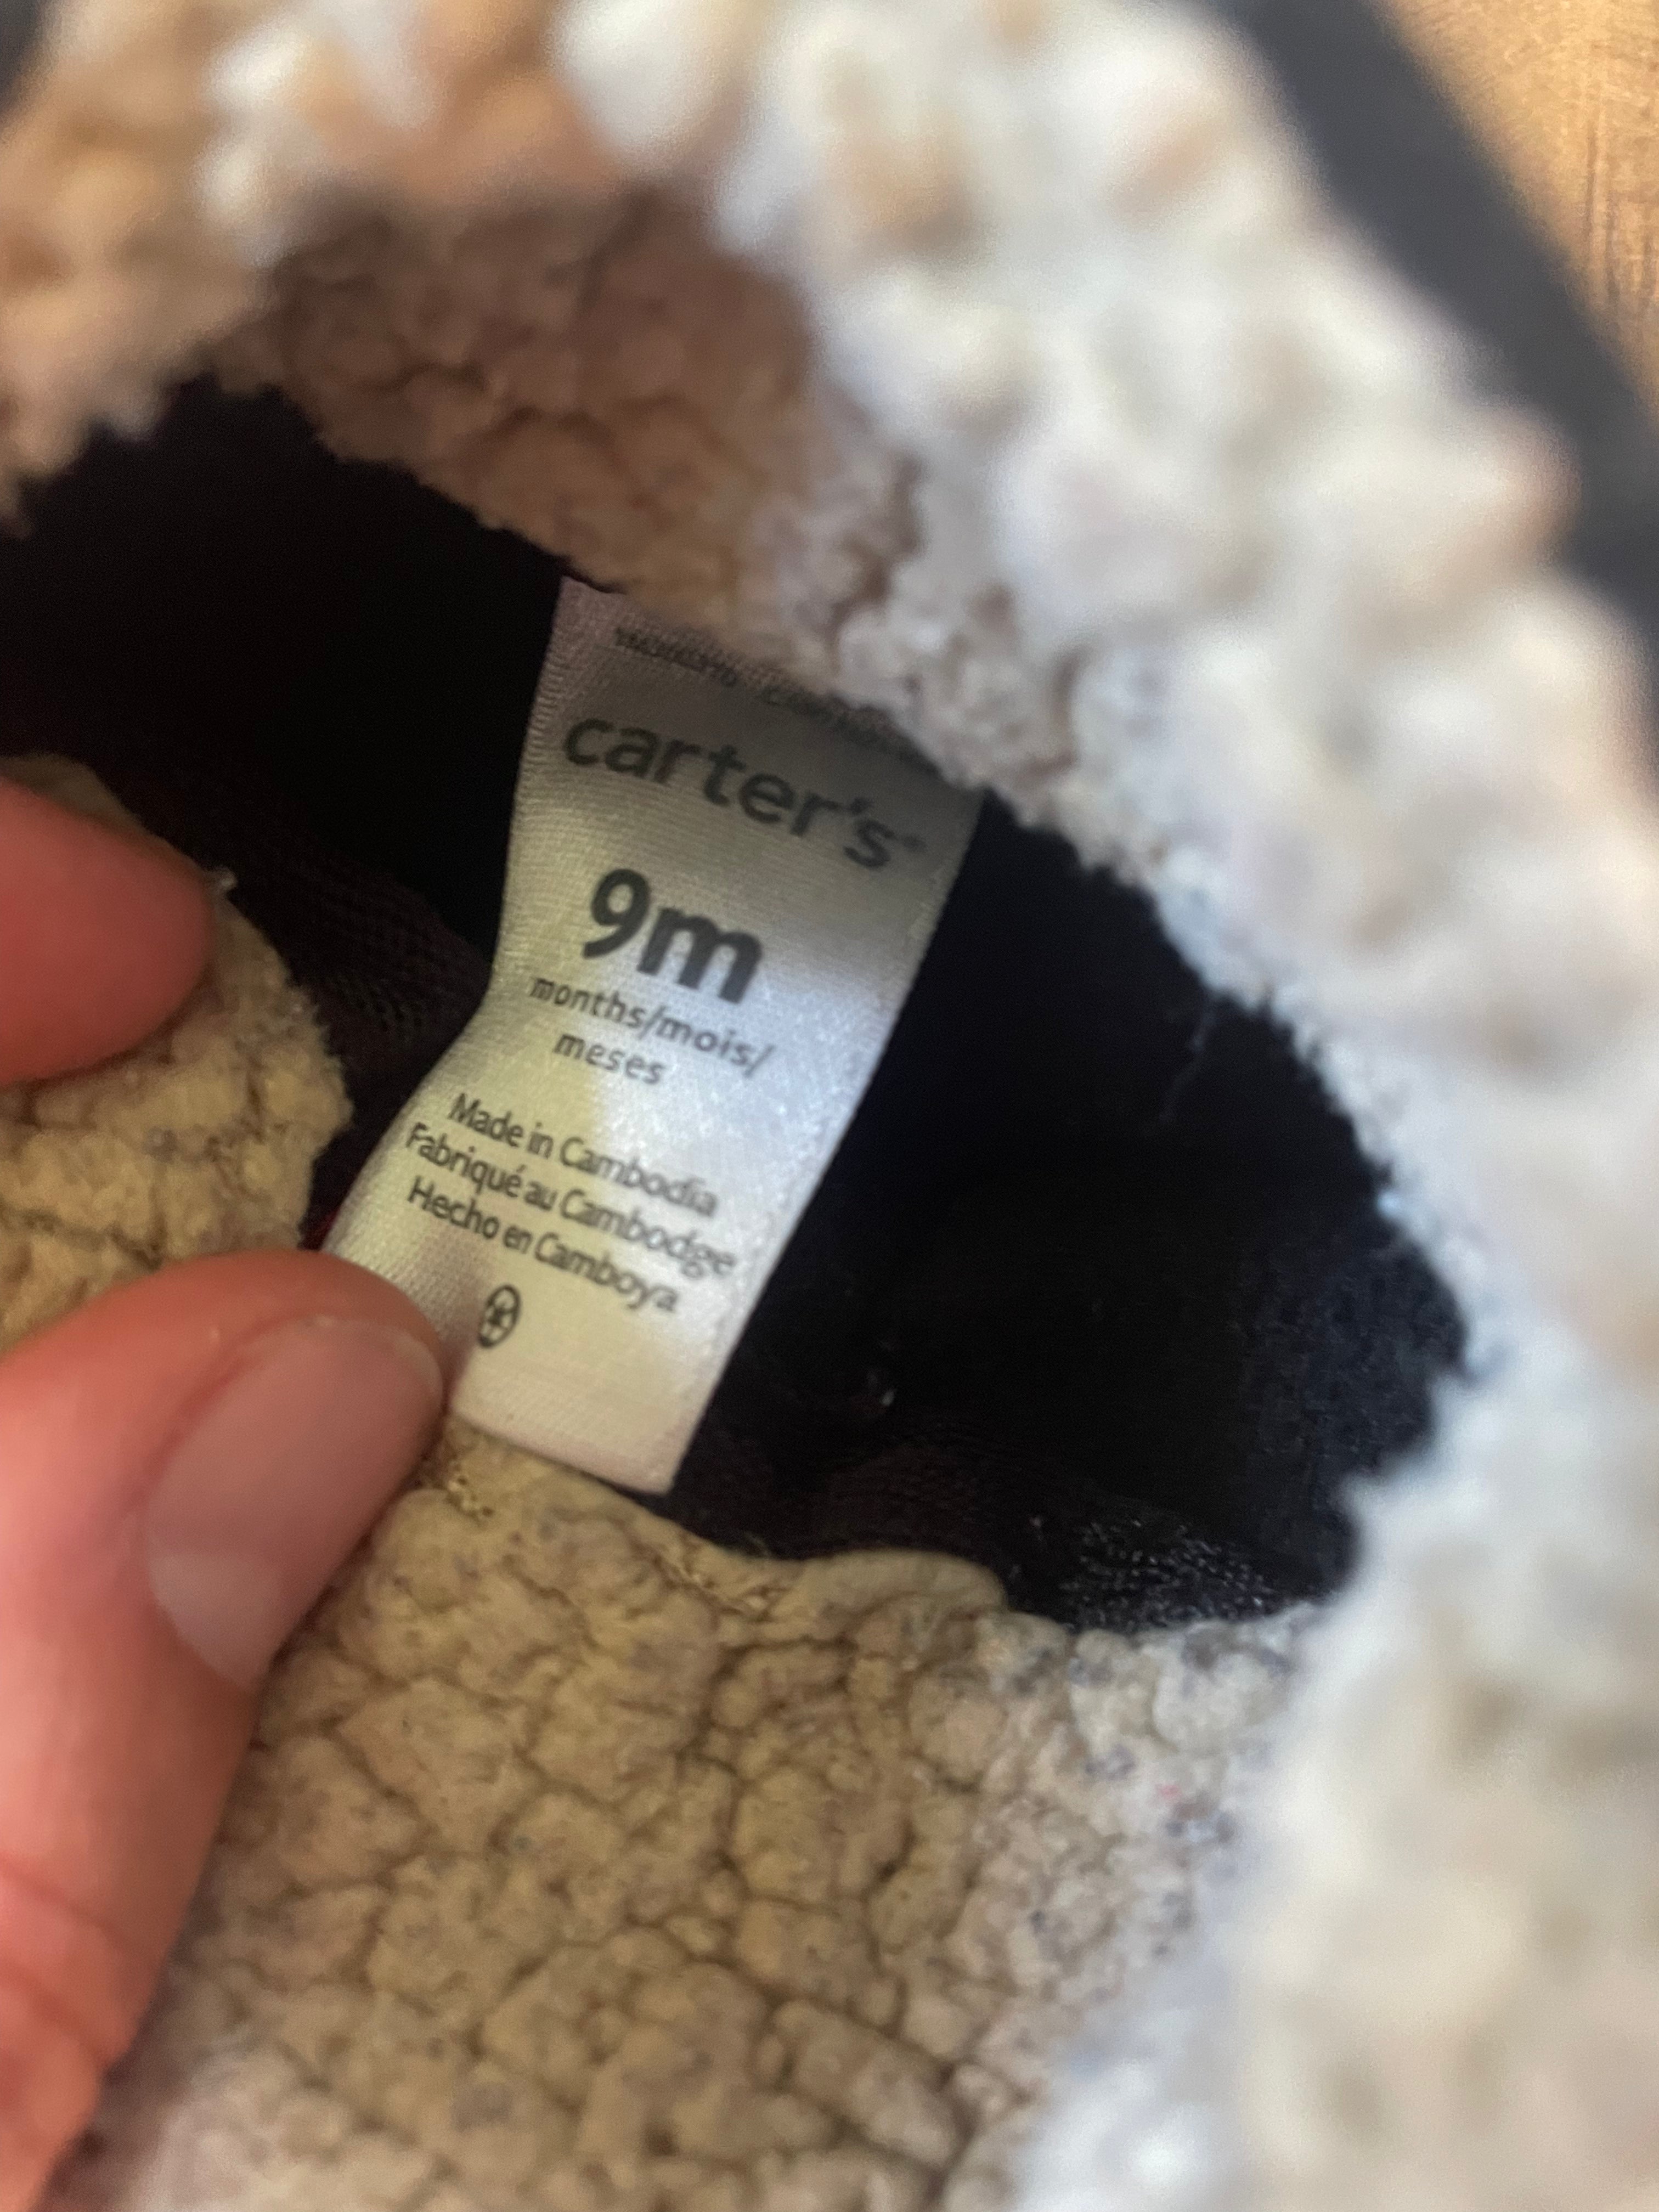 carter's®
9m
months/mois/
meses
Made in Cambodia
Fabriqué au Cambodge
Hecho en Camboya